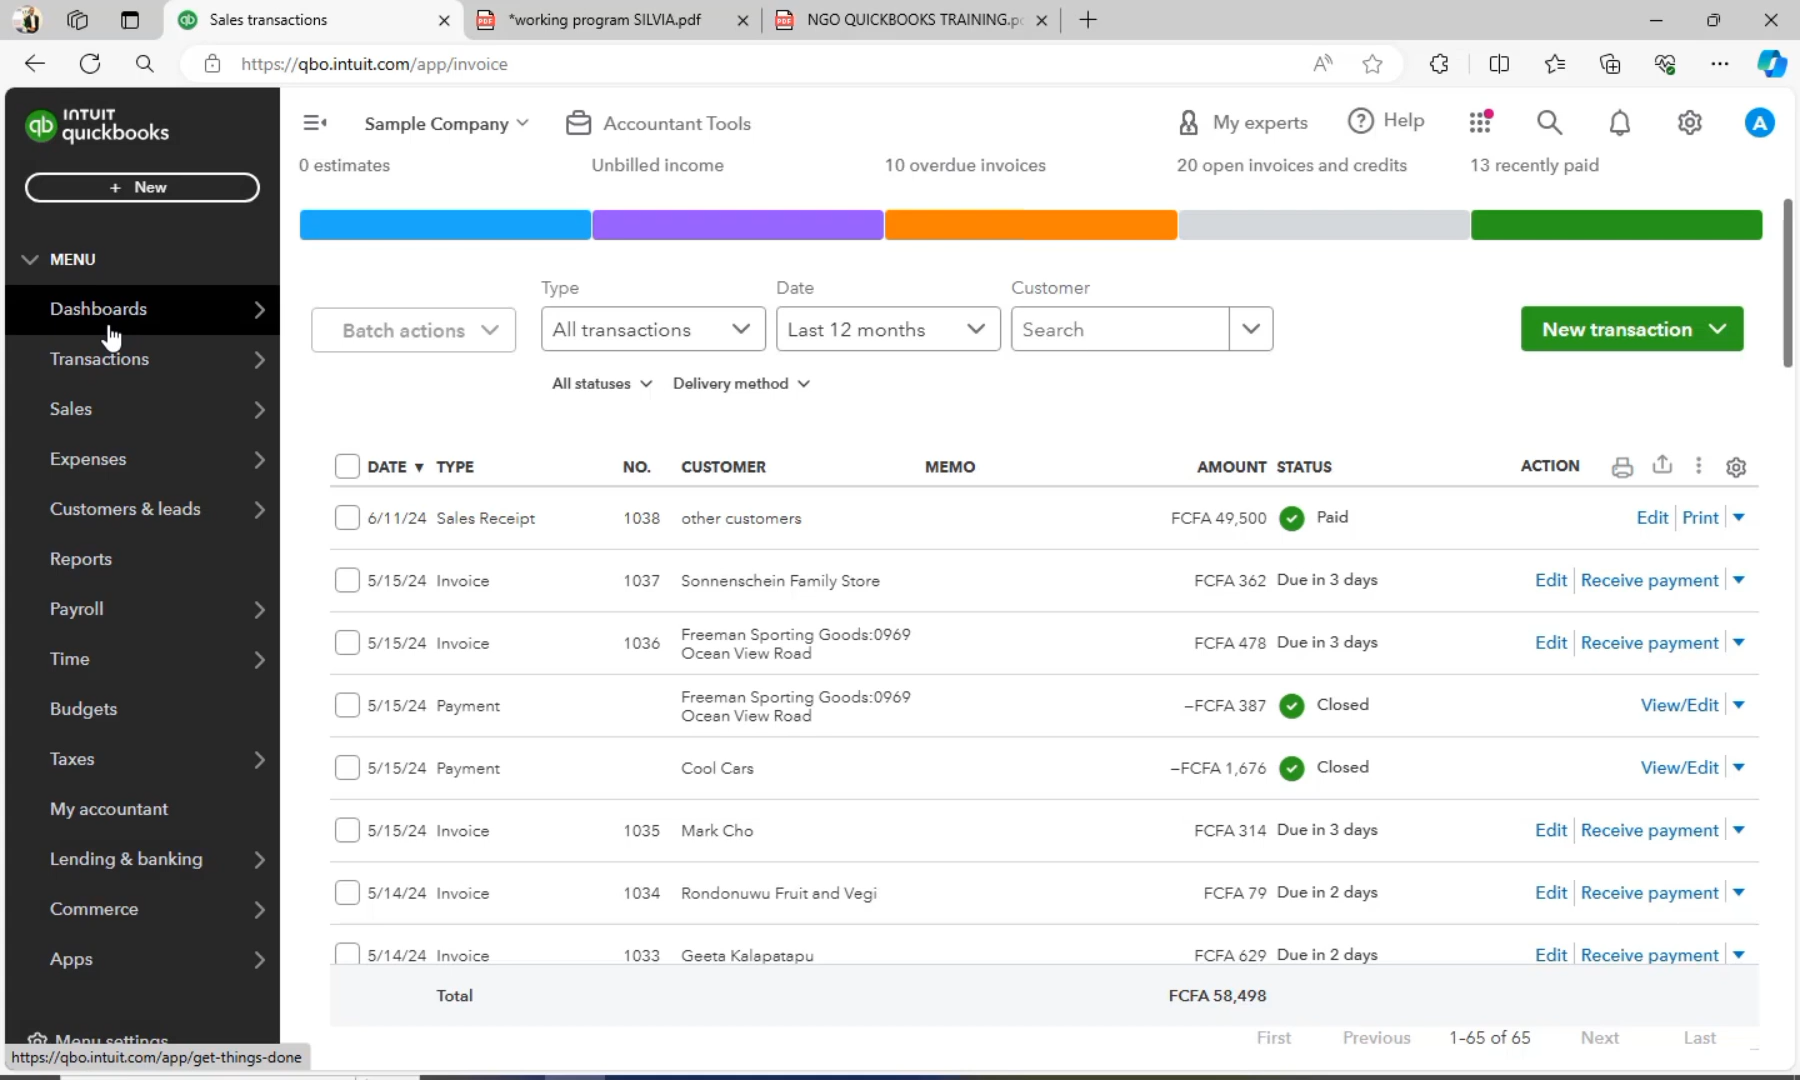 Sales transactions
*working program SILVIA.pdf
NGO QUICKBOOKS TRAINING.p
https://qbo.intuit.com/app/invoice
INTUIT
quickbooks
qb
+ New
MENU
Dashboards
Transactions
Sales
Expenses
Customers & leads
Reports
Payroll
Time
Budgets
Taxes
My accountant
Lending & banking
Commerce
Apps
Menu settings
https://qbo.intuit.com/app/get-things-done
Sample Company
Accountant Tools
My experts
Help
A
0 estimates
Unbilled income
10 overdue invoices
20 open invoices and credits
13 recently paid
Type
Date
Customer
Batch actions
All transactions
Last 12 months
Search
New transaction
All statuses
Delivery method
DATE ▼ TYPE NO. CUSTOMER MEMO AMOUNT STATUS ACTION
6/11/24 Sales Receipt 1038 other customers FCFA 49,500 Paid Edit Print
5/15/24 Invoice 1037 Sonnenschein Family Store FCFA 362 Due in 3 days Edit Receive payment
5/15/24 Invoice 1036 Freeman Sporting Goods:0969 FCFA 478 Due in 3 days Edit Receive payment
Ocean View Road
5/15/24 Payment Freeman Sporting Goods:0969 –FCFA 387 Closed View/Edit
Ocean View Road
5/15/24 Payment Cool Cars –FCFA 1,676 Closed View/Edit
5/15/24 Invoice 1035 Mark Cho FCFA 314 Due in 3 days Edit Receive payment
5/14/24 Invoice 1034 Rondonuwu Fruit and Vegi FCFA 79 Due in 2 days Edit Receive payment
5/14/24 Invoice 1033 Geeta Kalapatapu FCFA 629 Due in 2 days Edit Receive payment
Total FCFA 58,498
First Previous 1-65 of 65 Next Last